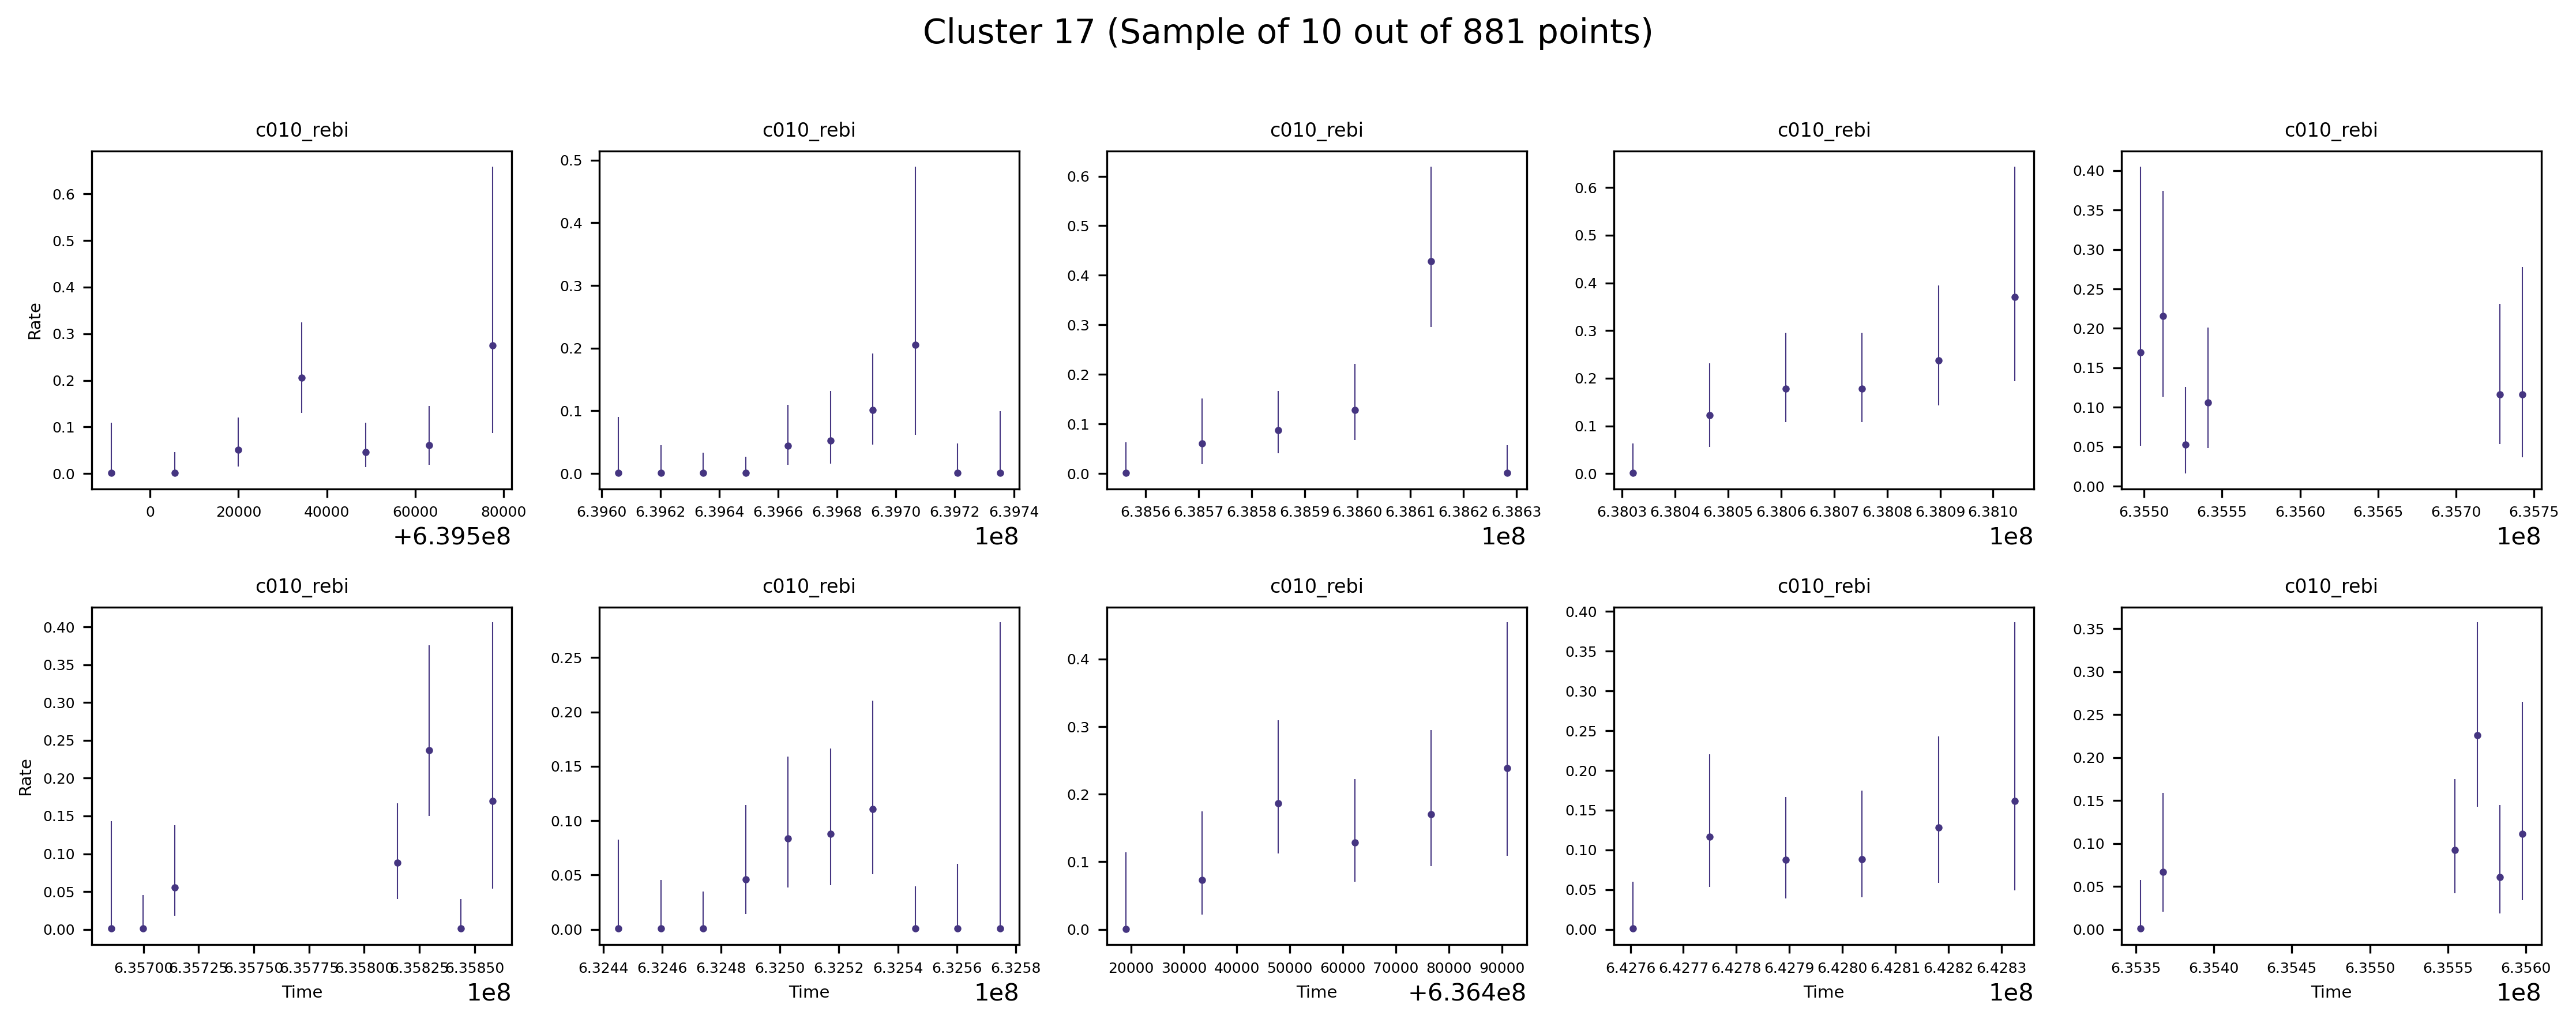 Cluster 17 (Sample of 10 out of 881 points)
c010_rebi c010_rebi c010_rebi c010_rebi c010_rebi
Rate
0.6 0.5 0.4 0.3 0.2 0.1 0.0
0 20000 40000 60000 80000
+6.395e8
0.5 0.4 0.3 0.2 0.1 0.0
6.3960 6.3962 6.3964 6.3966 6.3968 6.3970 6.3972 6.3974
1e8
0.6 0.5 0.4 0.3 0.2 0.1 0.0
6.3856 6.3857 6.3858 6.3859 6.3860 6.3861 6.3862 6.3863
1e8
0.6 0.5 0.4 0.3 0.2 0.1 0.0
6.3803 6.3804 6.3805 6.3806 6.3807 6.3808 6.3809 6.3810
1e8
0.40 0.35 0.30 0.25 0.20 0.15 0.10 0.05 0.00
6.3550 6.3555 6.3560 6.3565 6.3570 6.3575
1e8
c010_rebi c010_rebi c010_rebi c010_rebi c010_rebi
Rate
0.40 0.35 0.30 0.25 0.20 0.15 0.10 0.05 0.00
6.35700 6.35725 6.35750 6.35775 6.35800 6.35825 6.35850
Time 1e8
0.25 0.20 0.15 0.10 0.05 0.00
6.3244 6.3246 6.3248 6.3250 6.3252 6.3254 6.3256 6.3258
Time 1e8
0.4 0.3 0.2 0.1 0.0
20000 30000 40000 50000 60000 70000 80000 90000
Time +6.364e8
0.40 0.35 0.30 0.25 0.20 0.15 0.10 0.05 0.00
6.4276 6.4277 6.4278 6.4279 6.4280 6.4281 6.4282 6.4283
Time 1e8
0.35 0.30 0.25 0.20 0.15 0.10 0.05 0.00
6.3535 6.3540 6.3545 6.3550 6.3555 6.3560
Time 1e8